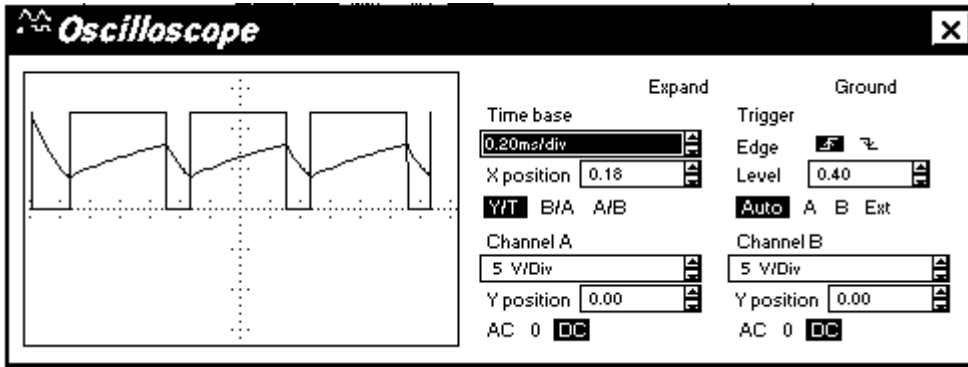 Oscilloscope
Expand Ground
Time base Trigger
0.20ms/div Edge
X position 0.18 Level 0.40
Y/T B/A A/B Auto A B Ext
Channel A Channel B
5 V/Div 5 V/Div
Y position 0.00 Y position 0.00
AC 0 DC AC 0 DC